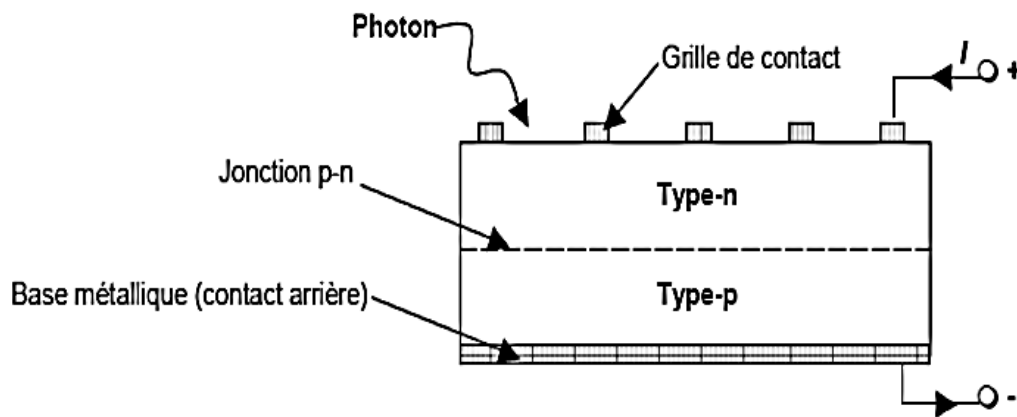 Photon
Grille de contact
I
+
Jonction p-n
Type-n
Base métallique (contact arrière)
Type-p
-